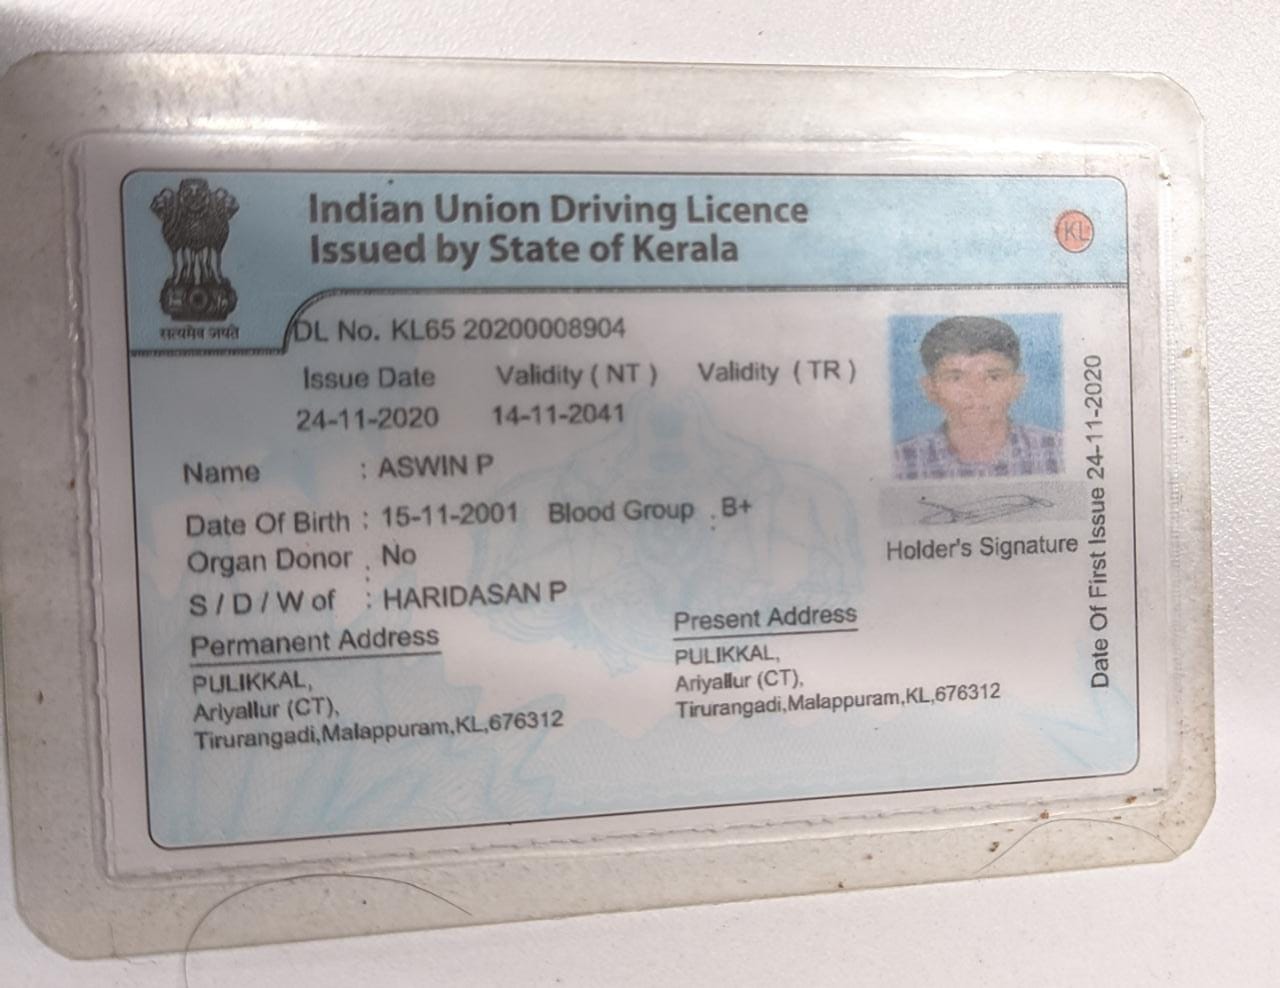 Indian Union Driving Licence
Issued by State of Kerala
KL
सत्यमेव जयते
DL No. KL65 20200008904
Issue Date Validity ( NT ) Validity ( TR )
24-11-2020 14-11-2041
Name : ASWIN P
Date Of Birth : 15-11-2001 Blood Group : B+
Organ Donor : No
S / D / W of : HARIDASAN P
Holder's Signature
Date Of First Issue 24-11-2020
Permanent Address
PULIKKAL,
Ariyallur (CT),
Tirurangadi,Malappuram,KL,676312
Present Address
PULIKKAL,
Ariyallur (CT),
Tirurangadi,Malappuram,KL,676312